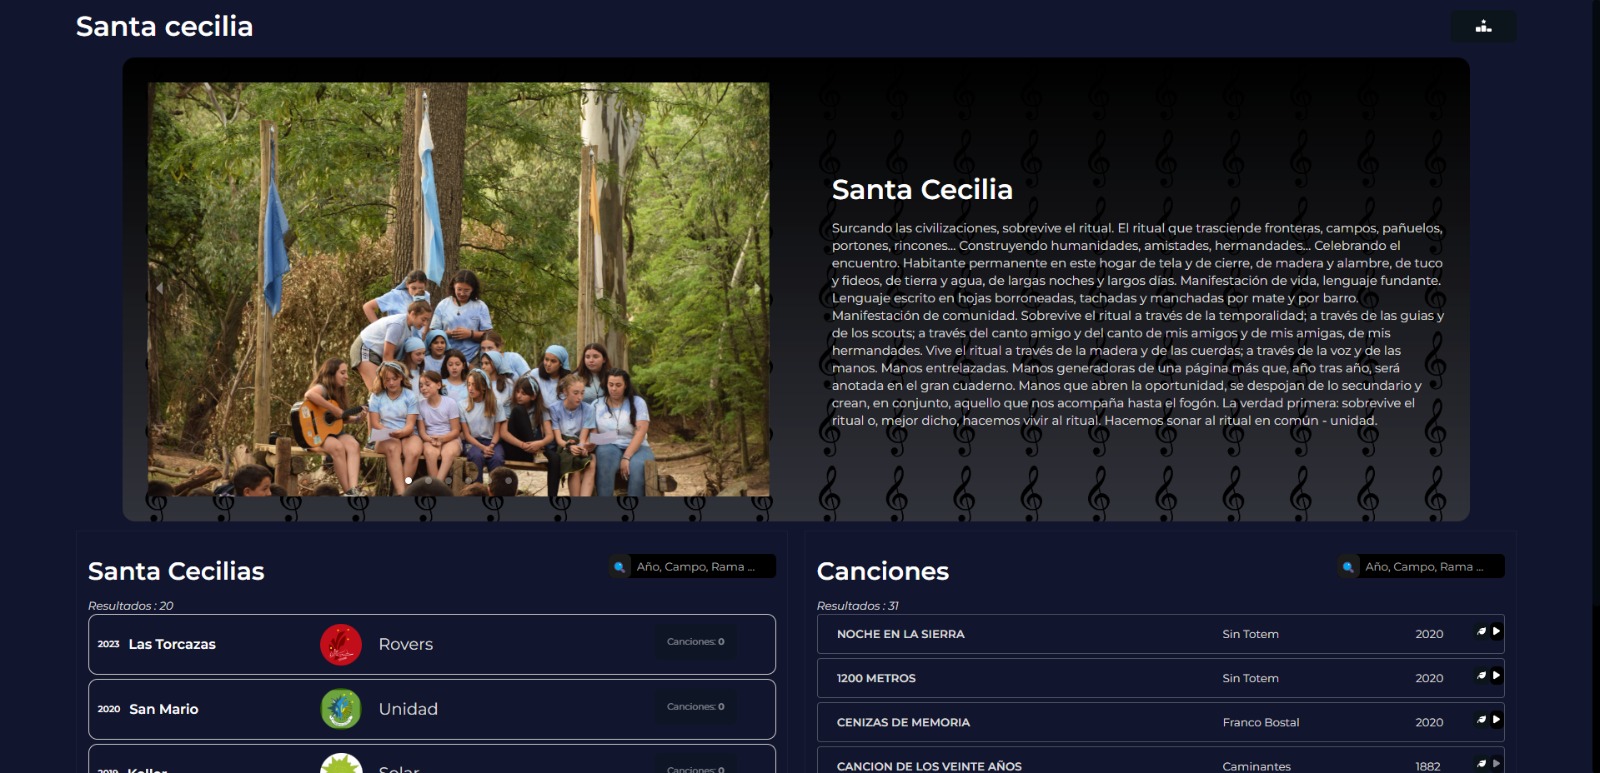 Santa cecilia
Santa Cecilia
Surcando las civilizaciones, sobrevive el ritual. El ritual que trasciende fronteras, campos, pañuelos,
portones, rincones... Construyendo humanidades, amistades, hermandades... Celebrando el
encuentro. Habitante permanente en este hogar de tela y de cierre, de madera y alambre, de tuco
y fideos, de tierra y agua, de largas noches y largos días. Manifestación de vida, lenguaje fundante.
Lenguaje escrito en hojas borroneadas, tachadas y manchadas por mate y por barro.
Manifestación de comunidad. Sobrevive el ritual a través de la temporalidad; a través de las guias y
de los scouts; a través del canto amigo y del canto de mis amigos y de mis amigas, de mis
hermandades. Vive el ritual a través de la madera y de las cuerdas; a través de la voz y de las
manos. Manos entrelazadas. Manos generadoras de una página más que, año tras año, será
anotada en el gran cuaderno. Manos que abren la oportunidad, se despojan de lo secundario y
crean, en conjunto, aquello que nos acompaña hasta el fogón. La verdad primera: sobrevive el
ritual o, mejor dicho, hacemos vivir al ritual. Hacemos sonar al ritual en común - unidad.
Santa Cecilias
Año, Campo, Rama ...
Resultados : 20
2023 Las Torcazas Rovers Canciones: 0
2020 San Mario Unidad Canciones: 0
2019 Keller Solar Canciones: 0
Canciones
Año, Campo, Rama ...
Resultados : 31
NOCHE EN LA SIERRA Sin Totem 2020
1200 METROS Sin Totem 2020
CENIZAS DE MEMORIA Franco Bostal 2020
CANCION DE LOS VEINTE AÑOS Caminantes 1882